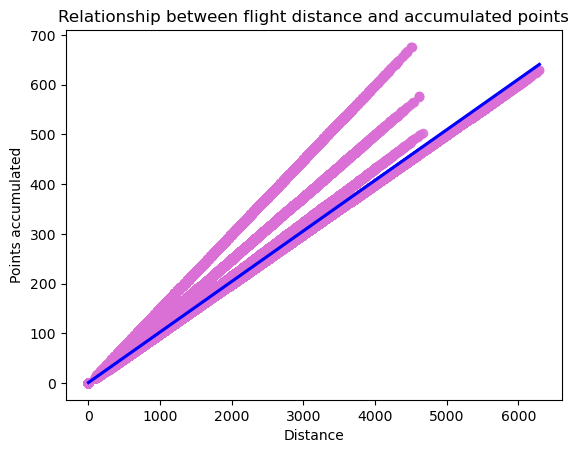 Relationship between flight distance and accumulated points
700
600
500
400
300
200
100
0
Points accumulated
0 1000 2000 3000 4000 5000 6000
Distance